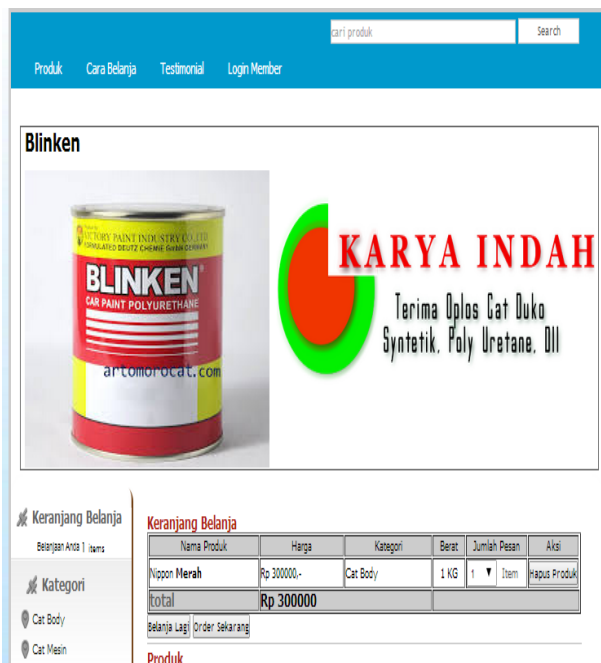 cari produk Search
Produk Cara Belanja Testimonial Login Member
Blinken
VICTORY PAINT INDUSTRY CO.,LTD
FORMULATED DEUTZ CHEMIE GmbH GERMANY
BLINKEN®
CAR PAINT POLYURETHANE
artomorocat.com
KARYA INDAH
Terima Oplos Cat Duko
Syntetik, Poly Uretane, Dll
Keranjang Belanja
Belanjaan Anda 1 items
Kategori
Cat Body
Cat Mesin
Keranjang Belanja
Nama Produk Harga Kategori Berat Jumlah Pesan Aksi
Nippon Merah Rp 300000,- Cat Body 1 KG 1 Item Hapus Produk
total Rp 300000
Belanja Lagi Order Sekarang
Produk